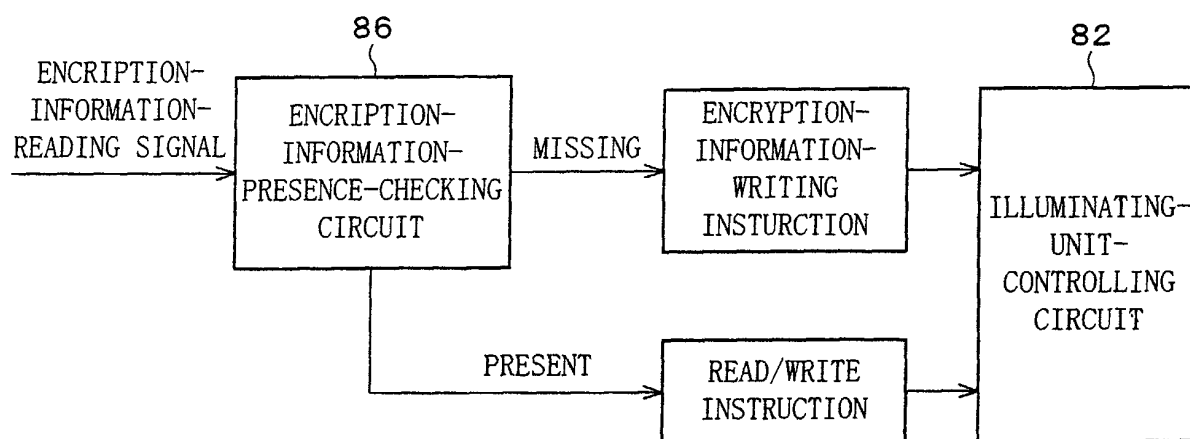 86
82
ENCRIPTION-
INFORMATION-
READING SIGNAL
ENCRIPTION-
INFORMATION-
PRESENCE-CHECKING
CIRCUIT
MISSING
ENCRYPTION-
INFORMATION-
WRITING
INSTURCTION
ILLUMINATING-
UNIT-
CONTROLLING
CIRCUIT
PRESENT
READ/WRITE
INSTRUCTION